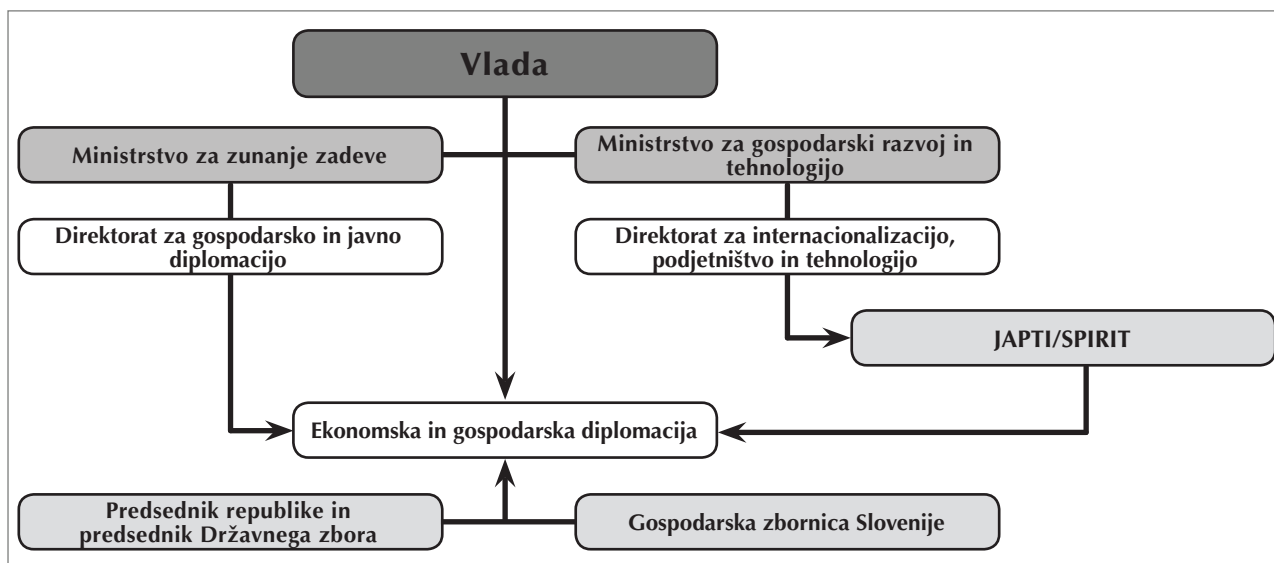 Vlada
Ministrstvo za zunanje zadeve
Ministrstvo za gospodarski razvoj in
tehnologijo
Direktorat za gospodarsko in javno
diplomacijo
Direktorat za internacionalizacijo,
podjetništvo in tehnologijo
JAPTI/SPIRIT
Ekonomska in gospodarska diplomacija
Predsednik republike in
predsednik Državnega zbora
Gospodarska zbornica Slovenije